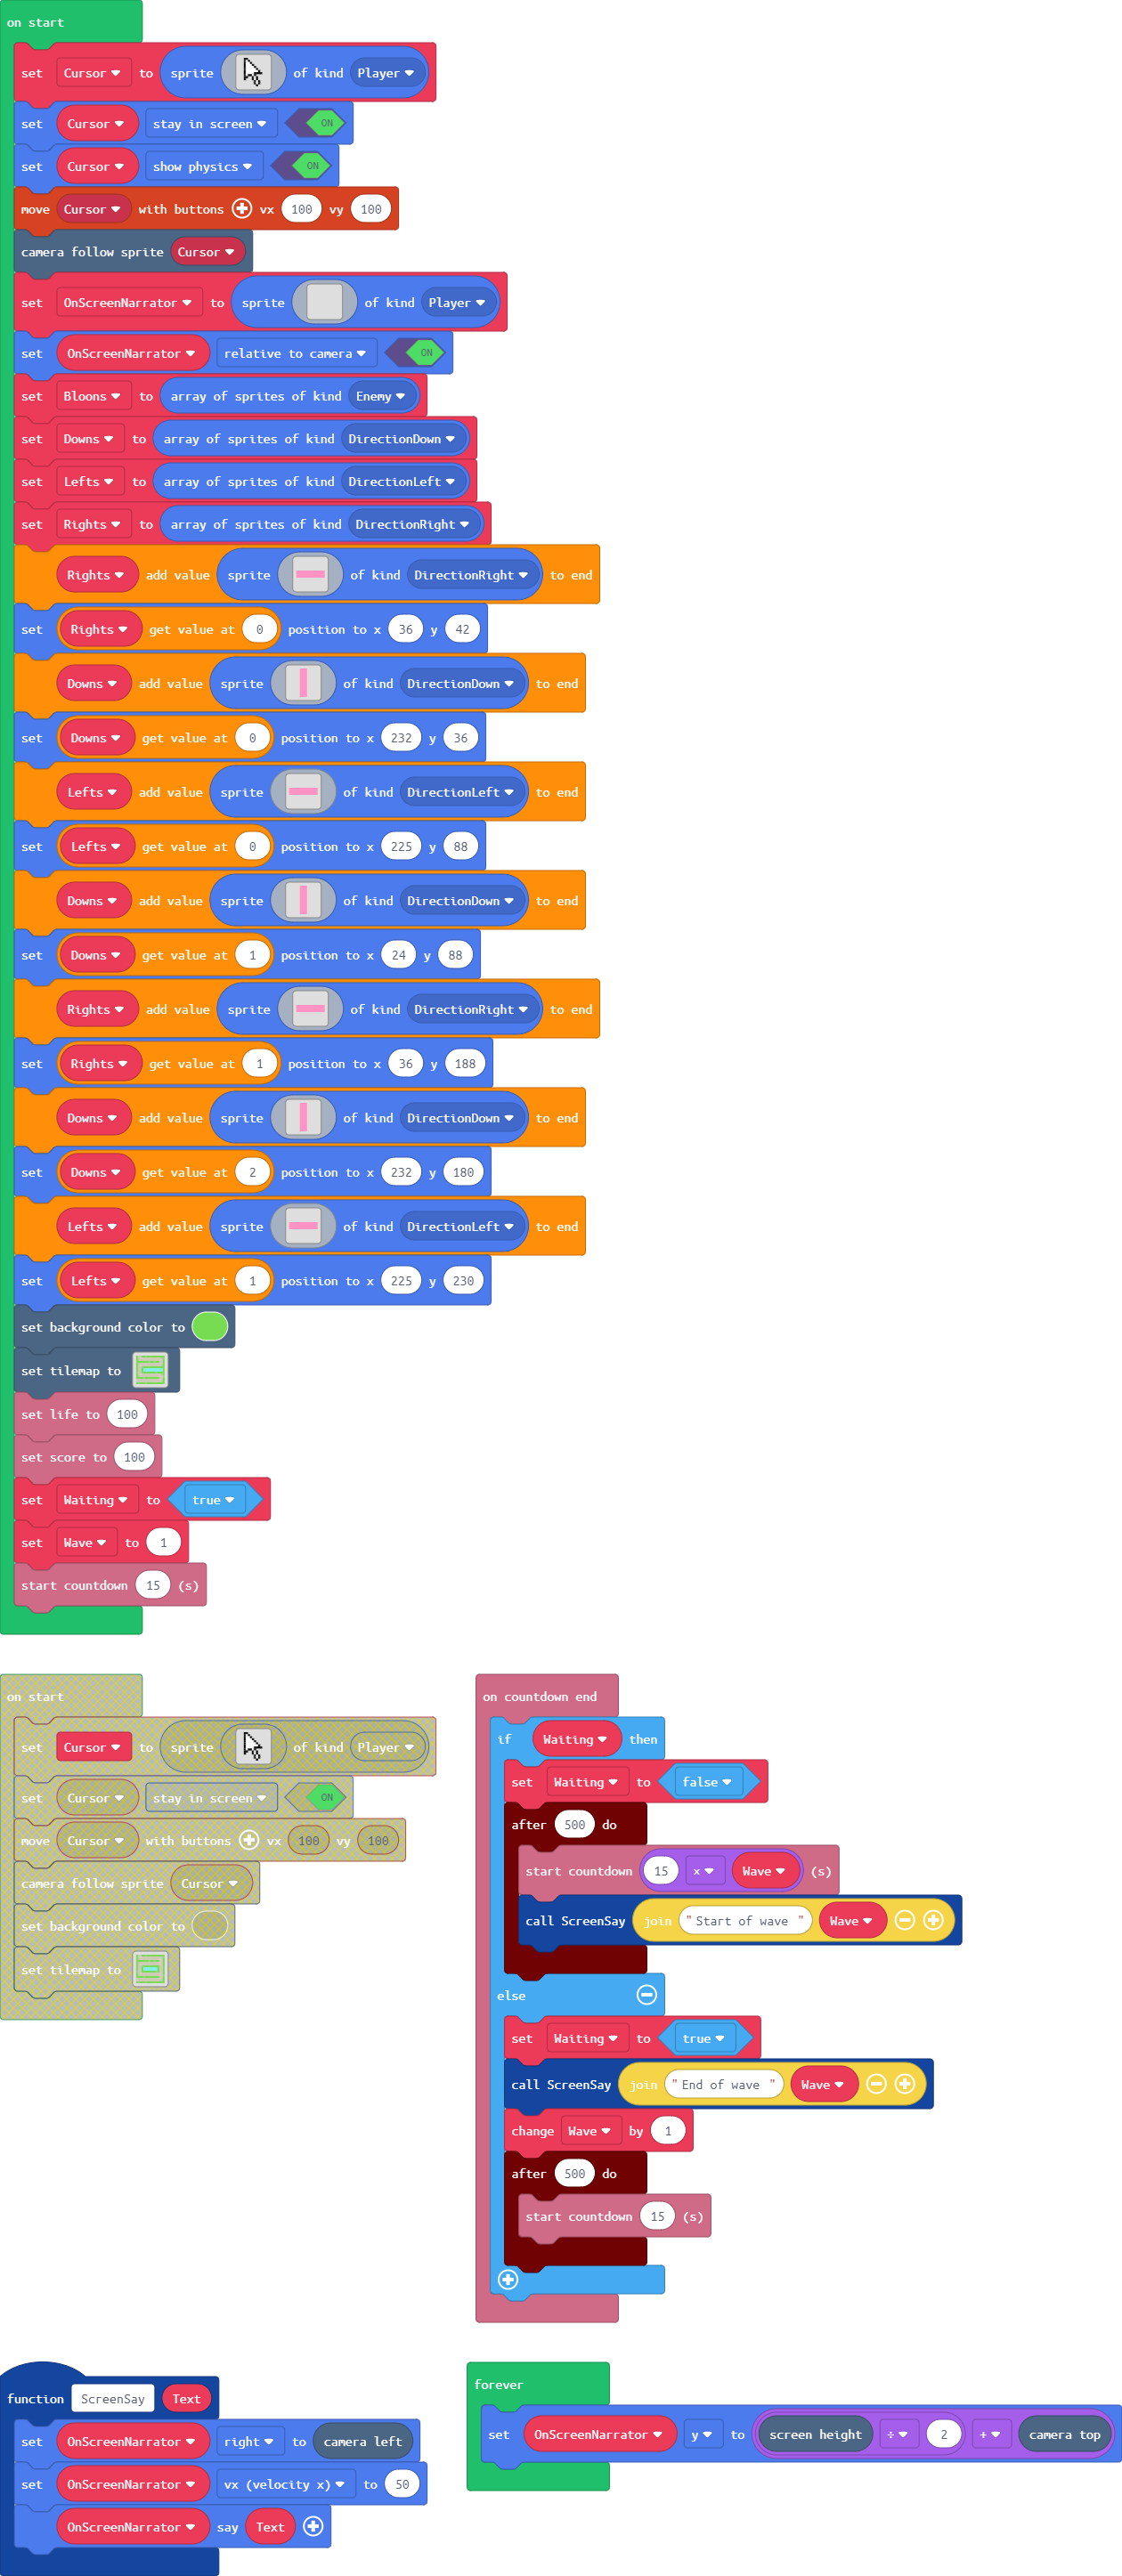 on start
set Cursor to sprite of kind Player
set Cursor stay in screen ON
set Cursor show physics ON
move Cursor with buttons vx 100 vy 100
camera follow sprite Cursor
set OnScreenNarrator to sprite of kind Player
set OnScreenNarrator relative to camera ON
set Bloons to array of sprites of kind Enemy
set Downs to array of sprites of kind DirectionDown
set Lefts to array of sprites of kind DirectionLeft
set Rights to array of sprites of kind DirectionRight
Rights add value sprite of kind DirectionRight to end
set Rights get value at 0 position to x 36 y 42
Downs add value sprite of kind DirectionDown to end
set Downs get value at 0 position to x 232 y 36
Lefts add value sprite of kind DirectionLeft to end
set Lefts get value at 0 position to x 225 y 88
Downs add value sprite of kind DirectionDown to end
set Downs get value at 1 position to x 24 y 88
Rights add value sprite of kind DirectionRight to end
set Rights get value at 1 position to x 36 y 188
Downs add value sprite of kind DirectionDown to end
set Downs get value at 2 position to x 232 y 180
Lefts add value sprite of kind DirectionLeft to end
set Lefts get value at 1 position to x 225 y 230
set background color to
set tilemap to
set life to 100
set score to 100
set Waiting to true
set Wave to 1
start countdown 15 (s)
on start
set Cursor to sprite of kind Player
set Cursor stay in screen ON
move Cursor with buttons vx 100 vy 100
camera follow sprite Cursor
set background color to
set tilemap to
on countdown end
if Waiting then
set Waiting to false
after 500 do
start countdown 15 x Wave (s)
call ScreenSay join "Start of wave " Wave
else
set Waiting to true
call ScreenSay join "End of wave " Wave
change Wave by 1
after 500 do
start countdown 15 (s)
function ScreenSay Text
set OnScreenNarrator right to camera left
set OnScreenNarrator vx (velocity x) to 50
OnScreenNarrator say Text
forever
set OnScreenNarrator y to screen height ÷ 2 + camera top